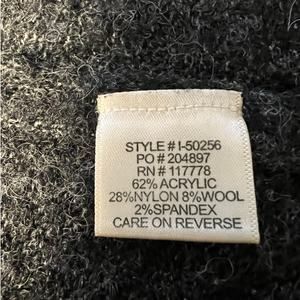 STYLE # I-50256
PO # 204897
RN # 117778
62% ACRYLIC
28%NYLON 8%WOOL
2%SPANDEX
CARE ON REVERSE